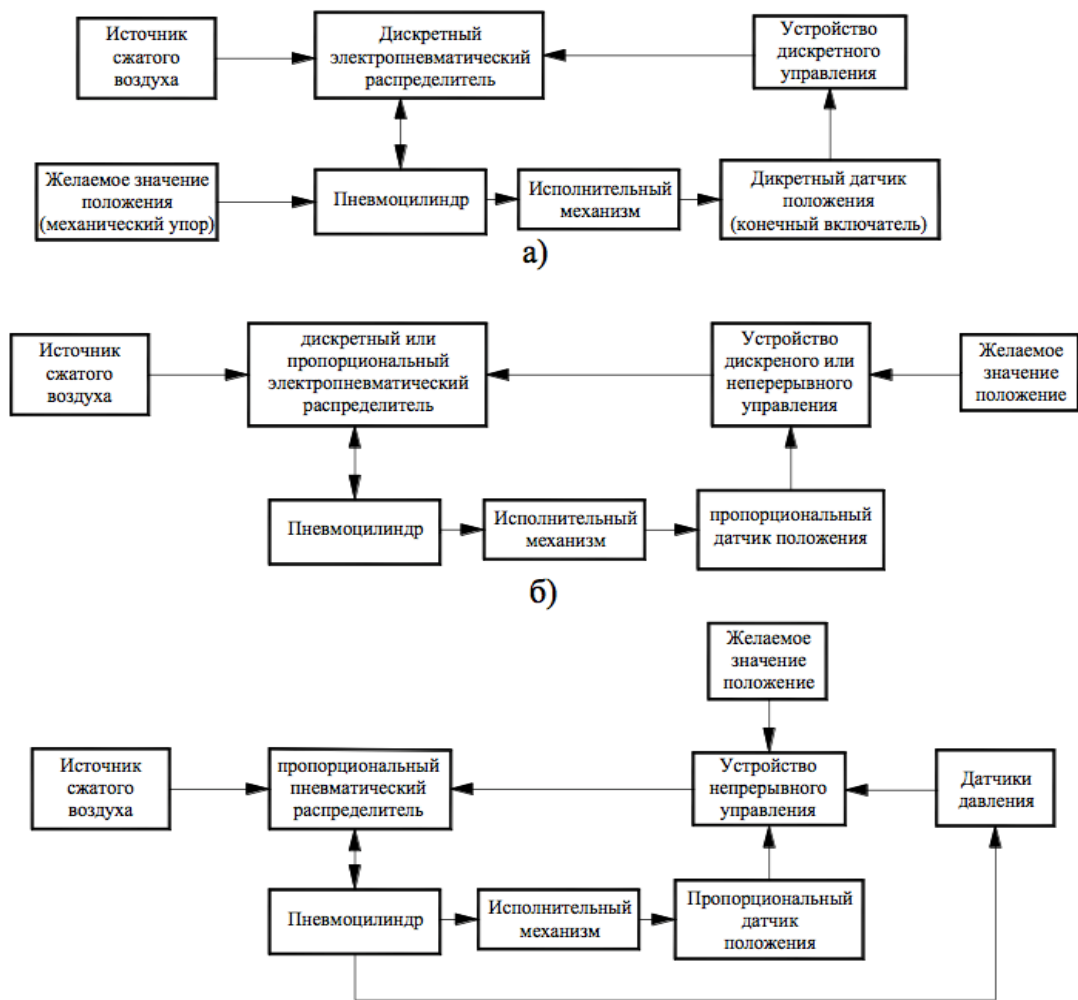 Источник
сжатого
воздуха
Дискретный
электропневматический
распределитель
Устройство
дискретного
управления
Желаемое значение
положения
(механический упор)
Пневмоцилиндр
Исполнительный
механизм
Дикретный датчик
положения
(конечный включатель)
а)
Источник
сжатого
воздуха
дискретный или
пропорциональный
электропневматический
распределитель
Устройство
дискреного или
неперерывного
управления
Желаемое
значение
положение
Пневмоцилиндр
Исполнительный
механизм
пропорциональный
датчик положения
б)
Желаемое
значение
положение
Источник
сжатого
воздуха
пропорциональный
пневматический
распределитель
Устройство
непрерывного
управления
Датчики
давления
Пневмоцилиндр
Исполнительный
механизм
Пропорциональный
датчик
положения